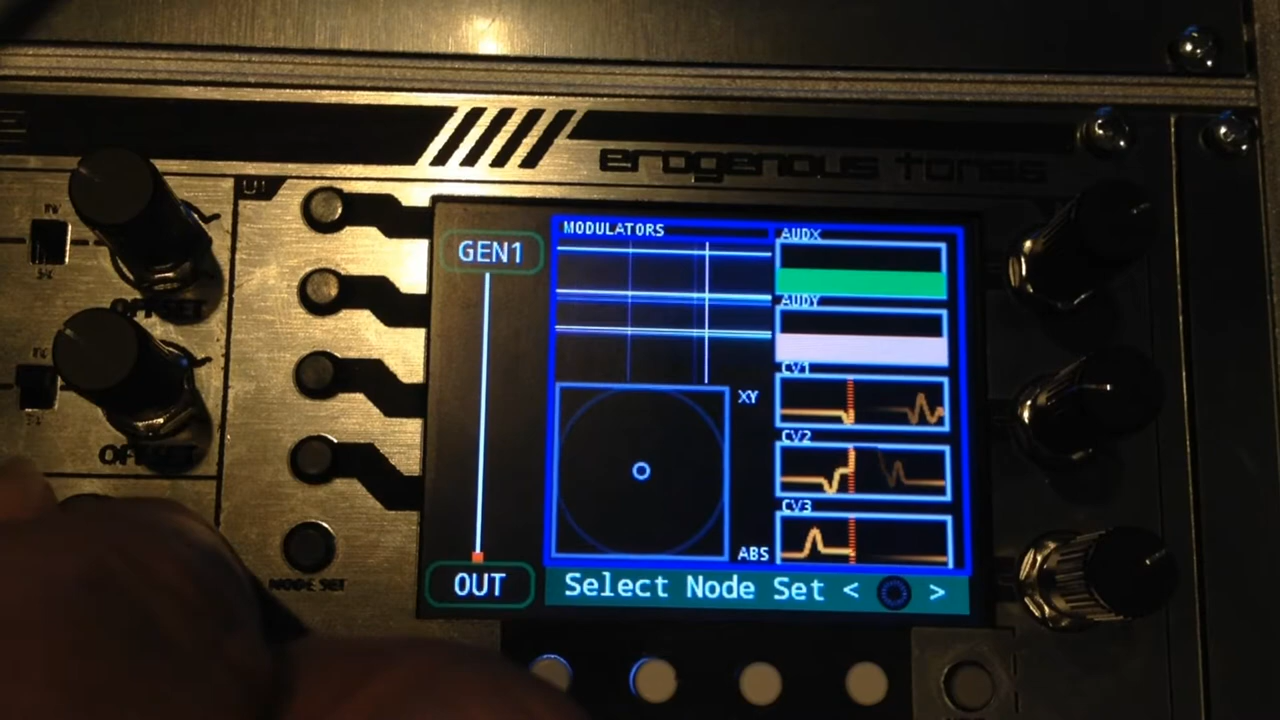 erogenous tones
GEN1
OUT
MODULATORS
XY
ABS
AUDX
AUDY
CV1
CV2
CV3
Select Node Set < >
OFFSET
OFFSET
NODE SET